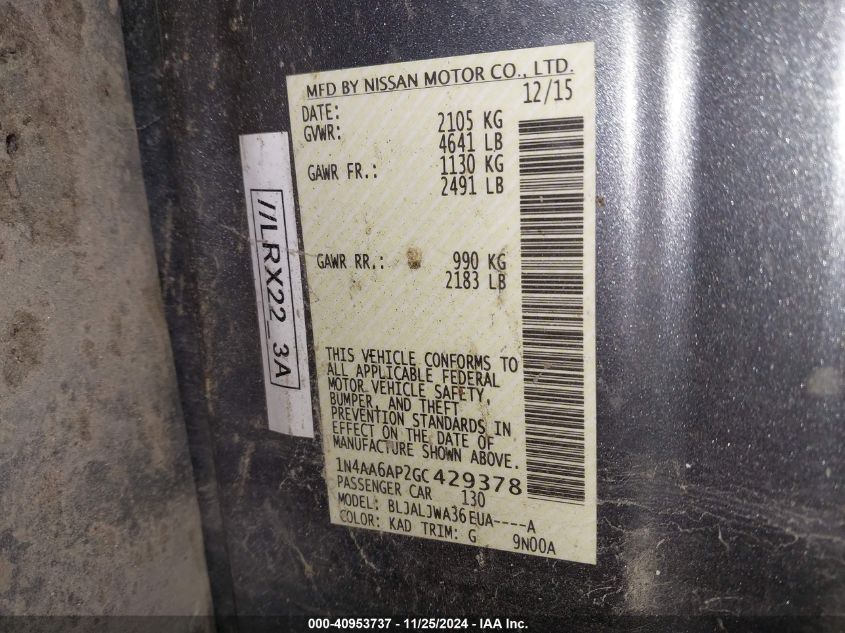 MFD BY NISSAN MOTOR CO., LTD.
DATE: 12/15
GVWR: 2105 KG
4641 LB
GAWR FR.: 1130 KG
2491 LB
GAWR RR.: 990 KG
2183 LB
THIS VEHICLE CONFORMS TO
ALL APPLICABLE FEDERAL
MOTOR VEHICLE SAFETY,
BUMPER, AND THEFT
PREVENTION STANDARDS IN
EFFECT ON THE DATE OF
MANUFACTURE SHOWN ABOVE.
1N4AA6AP2GC429378
PASSENGER CAR 130
MODEL: BLJALJWA36EUA----A
COLOR: KAD TRIM: G 9N00A
//LRX22_3A
000-40953737 - 11/25/2024 - IAA Inc.